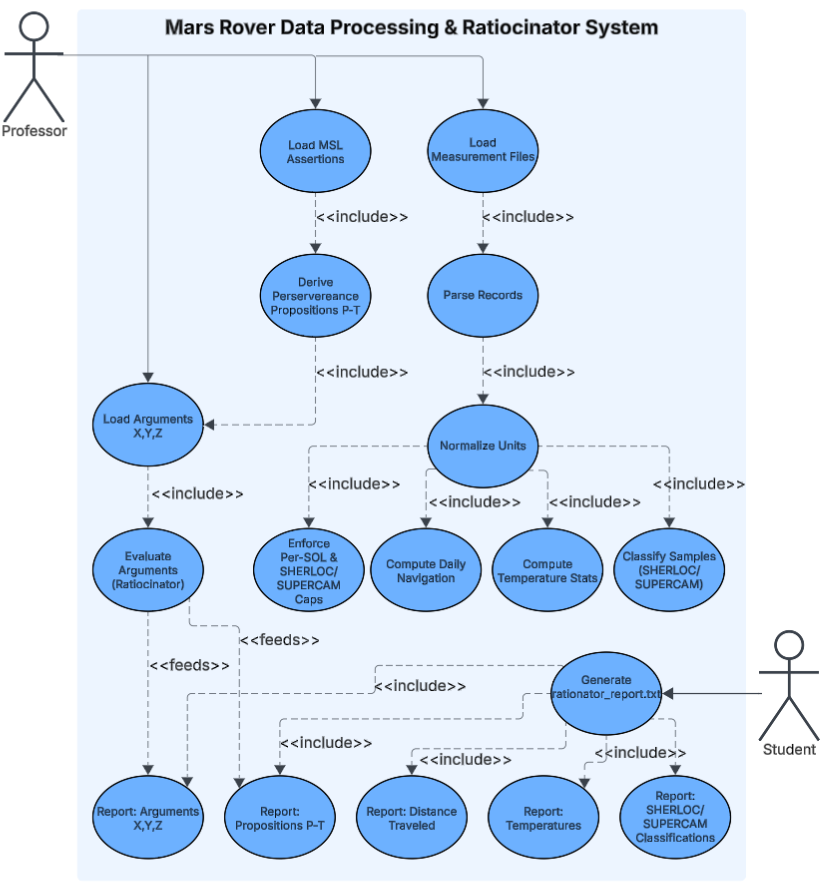 Mars Rover Data Processing & Ratiocinator System
Professor
Load MSL
Assertions
Load
Measurement Files
<<include>>
<<include>>
Derive
Perservereance
Propositions P-T
Parse Records
<<include>>
<<include>>
Load Arguments
X,Y,Z
Normalize Units
<<include>>
<<include>>
<<include>>
<<include>>
<<include>>
Evaluate
Arguments
(Ratiocinator)
Enforce
Per-SOL &
SHERLOC/
SUPERCAM
Caps
Compute Daily
Navigation
Compute
Temperature Stats
Classify Samples
(SHERLOC/
SUPERCAM)
<<feeds>>
<<feeds>>
Generate
rationator_report.txt
Student
<<include>>
<<include>>
<<include>>
<<include>>
Report: Arguments
X,Y,Z
Report:
Propositions P-T
Report: Distance
Traveled
Report:
Temperatures
Report:
SHERLOC/
SUPERCAM
Classifications